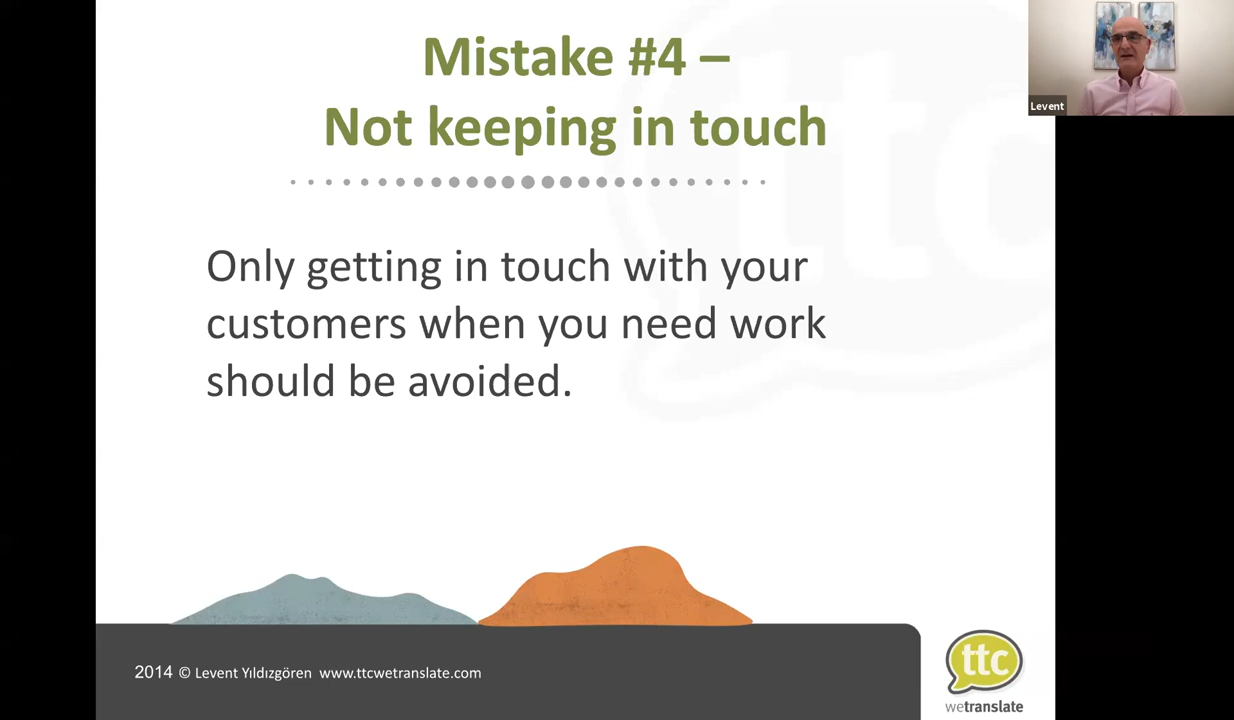 Mistake #4 –
Not keeping in touch
Levent
Only getting in touch with your
customers when you need work
should be avoided.
2014 © Levent Yıldızgören www.ttcwetranslate.com
ttc
wetranslate